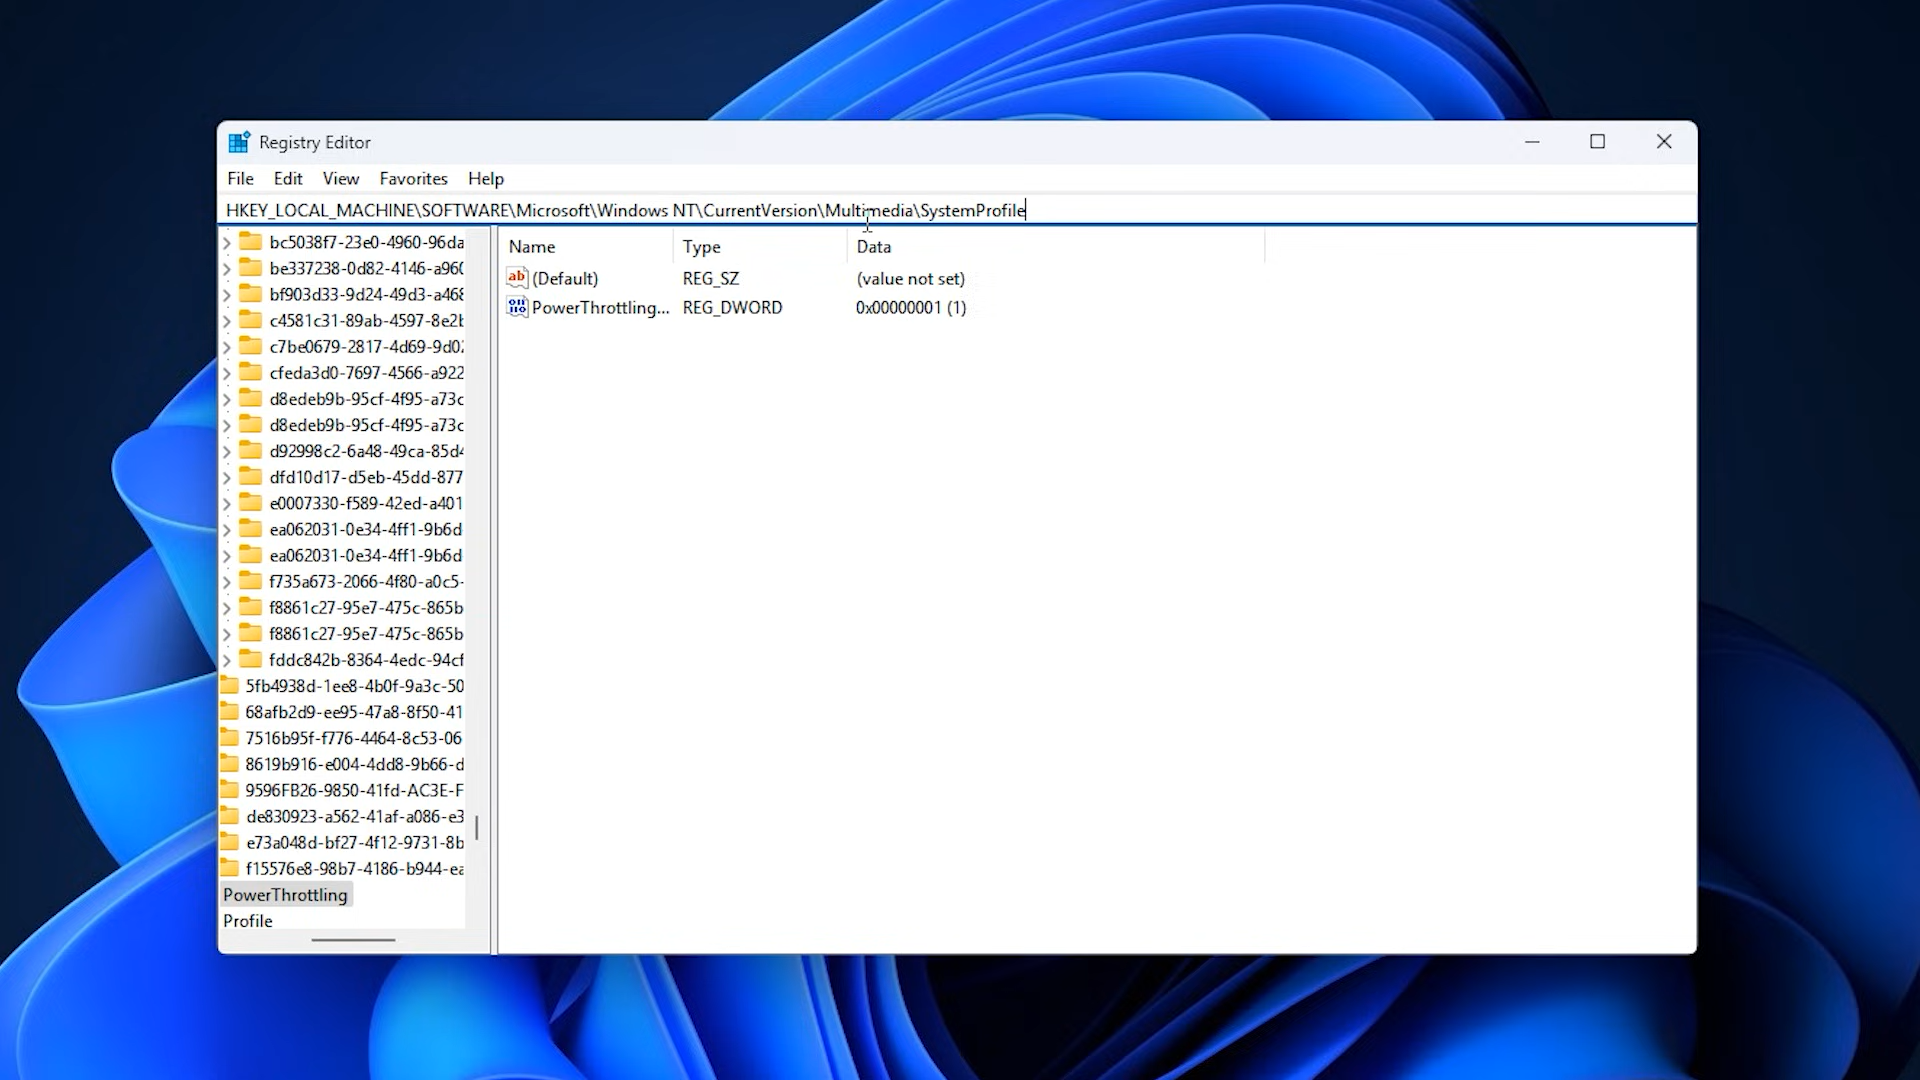 Registry Editor
File Edit View Favorites Help
HKEY_LOCAL_MACHINE\SOFTWARE\Microsoft\Windows NT\CurrentVersion\Multimedia\SystemProfile
Name Type Data
(Default) REG_SZ (value not set)
PowerThrottling... REG_DWORD 0x00000001 (1)
bc5038f7-23e0-4960-96da
be337238-0d82-4146-a960
bf903d33-9d24-49d3-a468
c4581c31-89ab-4597-8e2b
c7be0679-2817-4d69-9d02
cfeda3d0-7697-4566-a922
d8edeb9b-95cf-4f95-a73c
d8edeb9b-95cf-4f95-a73c
d92998c2-6a48-49ca-85d4
dfd10d17-d5eb-45dd-877
e0007330-f589-42ed-a401
ea062031-0e34-4ff1-9b6d
ea062031-0e34-4ff1-9b6d
f735a673-2066-4f80-a0c5-
f8861c27-95e7-475c-865b
f8861c27-95e7-475c-865b
fddc842b-8364-4edc-94cf
5fb4938d-1ee8-4b0f-9a3c-50
68afb2d9-ee95-47a8-8f50-41
7516b95f-f776-4464-8c53-06
8619b916-e004-4dd8-9b66-d
9596FB26-9850-41fd-AC3E-F
de830923-a562-41af-a086-e3
e73a048d-bf27-4f12-9731-8b
f15576e8-98b7-4186-b944-ea
PowerThrottling
Profile